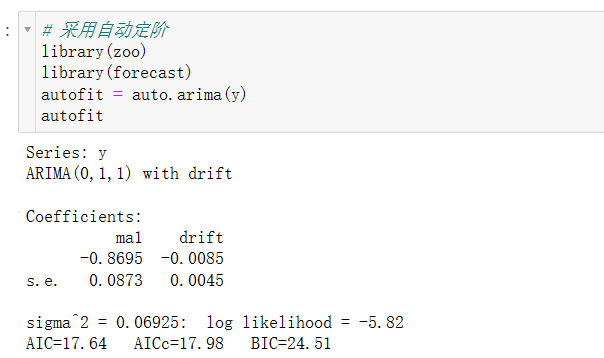 :
# 采用自动定阶
library(zoo)
library(forecast)
autofit = auto.arima(y)
autofit
Series: y
ARIMA(0,1,1) with drift
Coefficients:
ma1 drift
-0.8695 -0.0085
s.e. 0.0873 0.0045
sigma^2 = 0.06925: log likelihood = -5.82
AIC=17.64 AICc=17.98 BIC=24.51